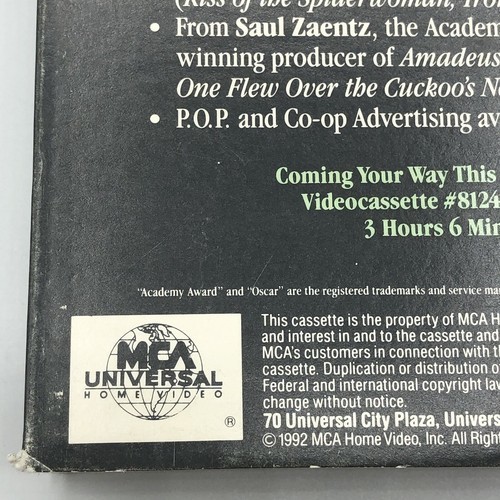 (Kiss of the Spiderwoman,
• From Saul Zaentz, the Academ
winning producer of Amadeus
One Flew Over the Cuckoo's N
• P.O.P. and Co-op Advertising av
Coming Your Way This
Videocassette #8124
3 Hours 6 Min
"Academy Award" and "Oscar" are the registered trademarks and service ma
This cassette is the property of MCA H
and interest in and to the cassette and
MCA's customers in connection with th
cassette. Duplication or distribution o
Federal and international copyright la
change without notice.
70 Universal City Plaza, Univers
© 1992 MCA Home Video, Inc. All Righ
MCA
UNIVERSAL
HOME VIDEO
®